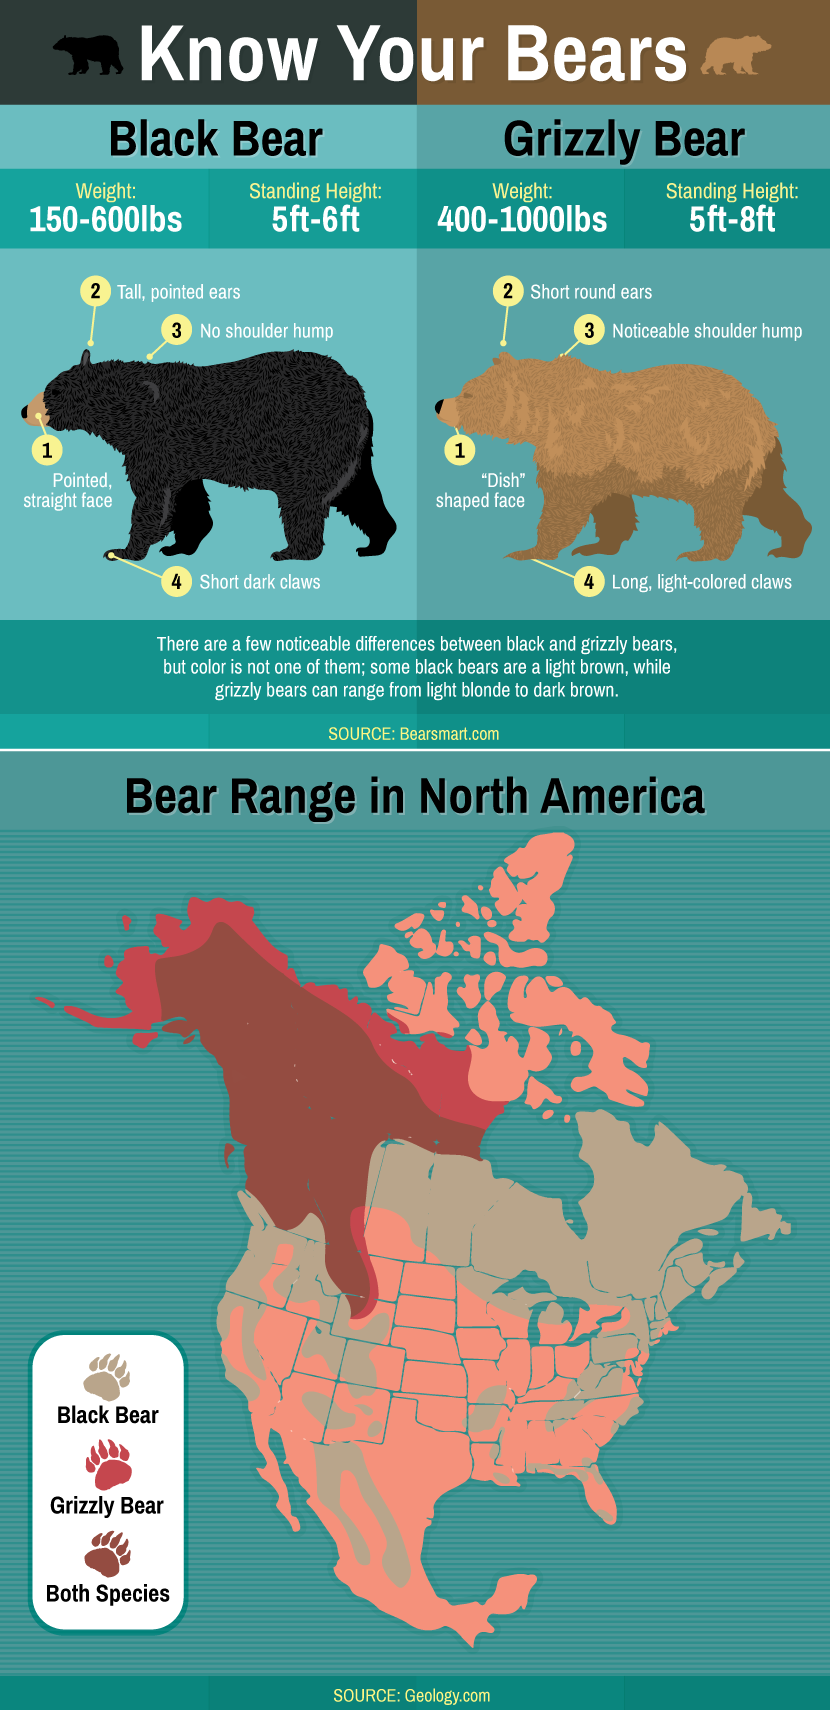 Know Your Bears
Black Bear
Grizzly Bear
Weight:
150-600lbs
Standing Height:
5ft-6ft
Weight:
400-1000lbs
Standing Height:
5ft-8ft
2 Tall, pointed ears
3 No shoulder hump
1
Pointed,
straight face
4 Short dark claws
2 Short round ears
3 Noticeable shoulder hump
1
“Dish”
shaped face
4 Long, light-colored claws
There are a few noticeable differences between black and grizzly bears,
but color is not one of them; some black bears are a light brown, while
grizzly bears can range from light blonde to dark brown.
SOURCE: Bearsmart.com
Bear Range in North America
Black Bear
Grizzly Bear
Both Species
SOURCE: Geology.com